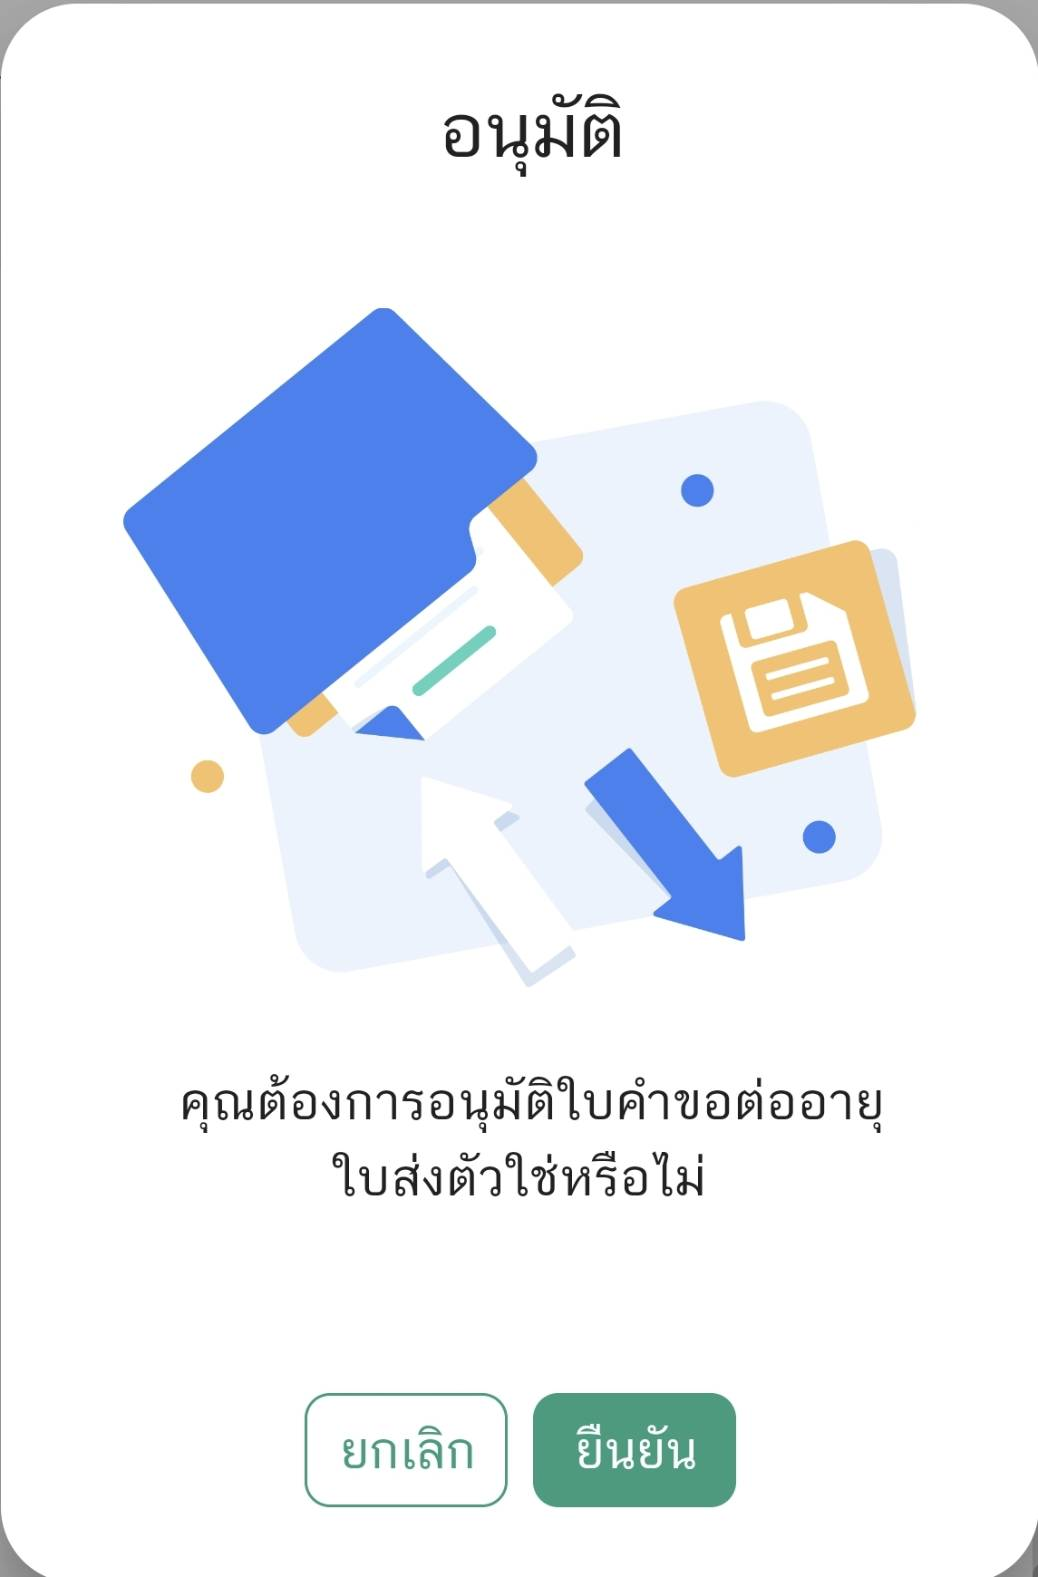 อนุมัติ
คุณต้องการอนุมัติใบคำขอต่ออายุ
ใบส่งตัวใช่หรือไม่
ยกเลิก
ยืนยัน